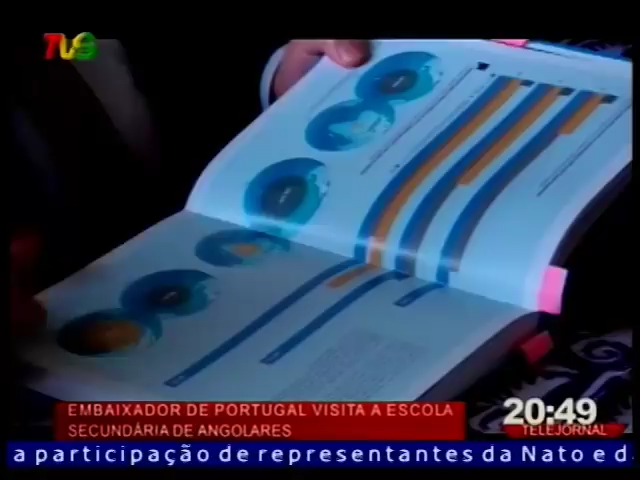 TVS
EMBAIXADOR DE PORTUGAL VISITA A ESCOLA
SECUNDÁRIA DE ANGOLARES
20:49
TELEJORNAL
a participação de representantes da Nato e d